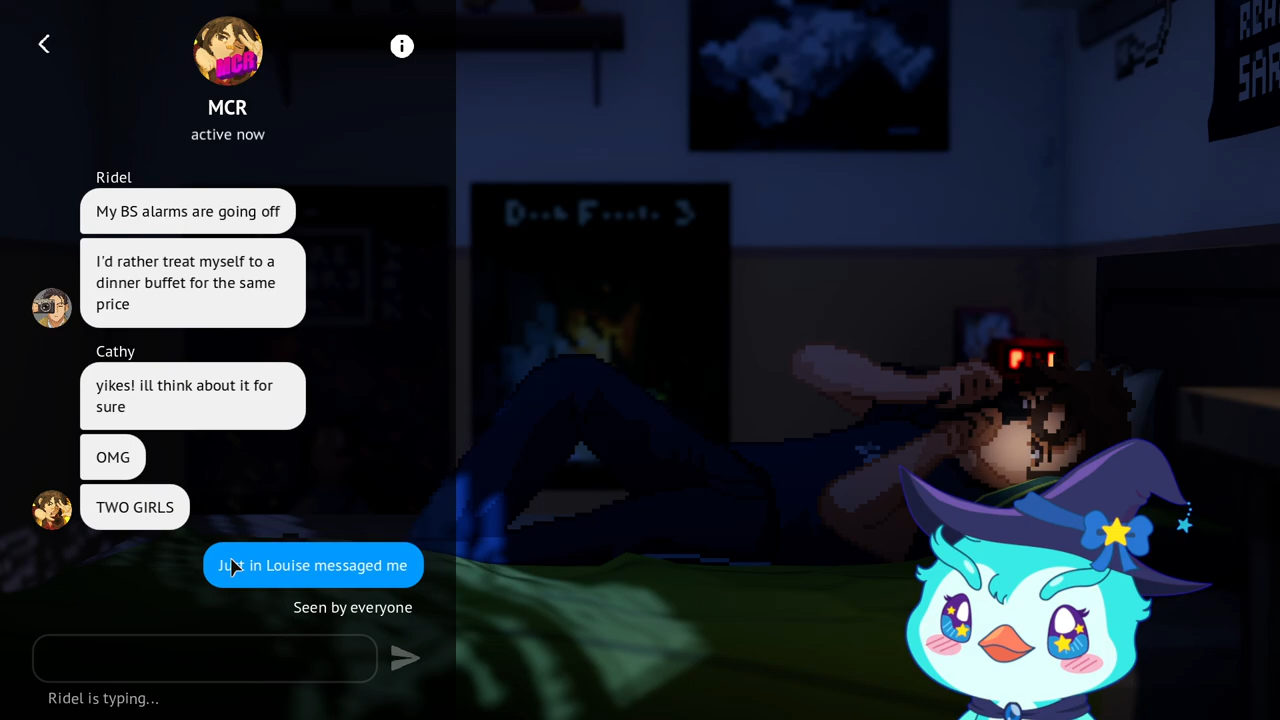 MCR
MCR
active now
Ridel
My BS alarms are going off
I'd rather treat myself to a
dinner buffet for the same
price
Cathy
yikes! ill think about it for
sure
OMG
TWO GIRLS
Just in Louise messaged me
Seen by everyone
Ridel is typing...